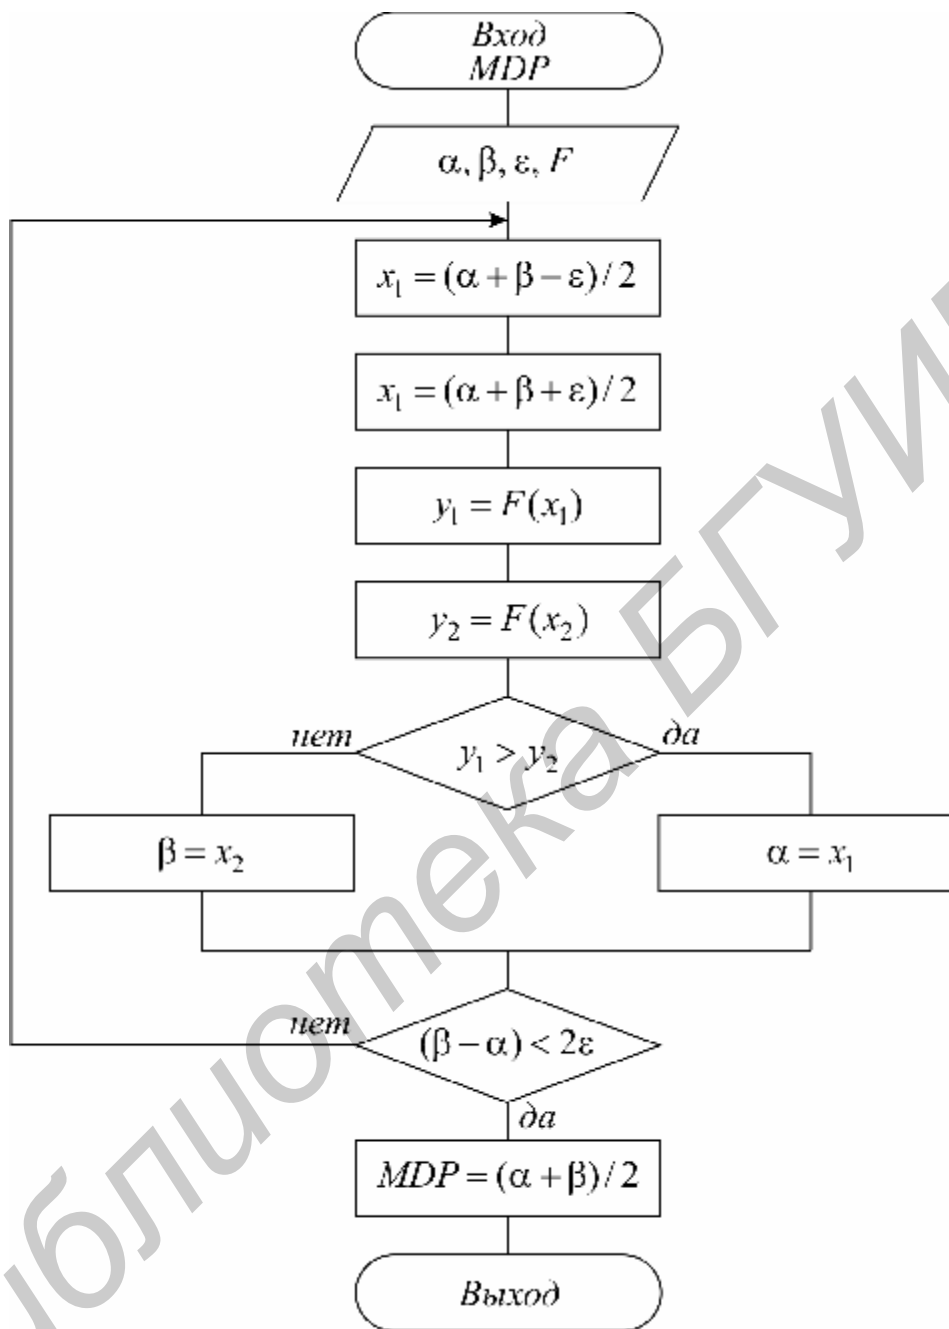 Вход
MDP
α, β, ε, F
x₁ = (α + β − ε) / 2
x₁ = (α + β + ε) / 2
y₁ = F(x₁)
y₂ = F(x₂)
нет
y₁ > y₂
да
β = x₂
α = x₁
нет
(β − α) < 2ε
да
MDP = (α + β) / 2
Выход